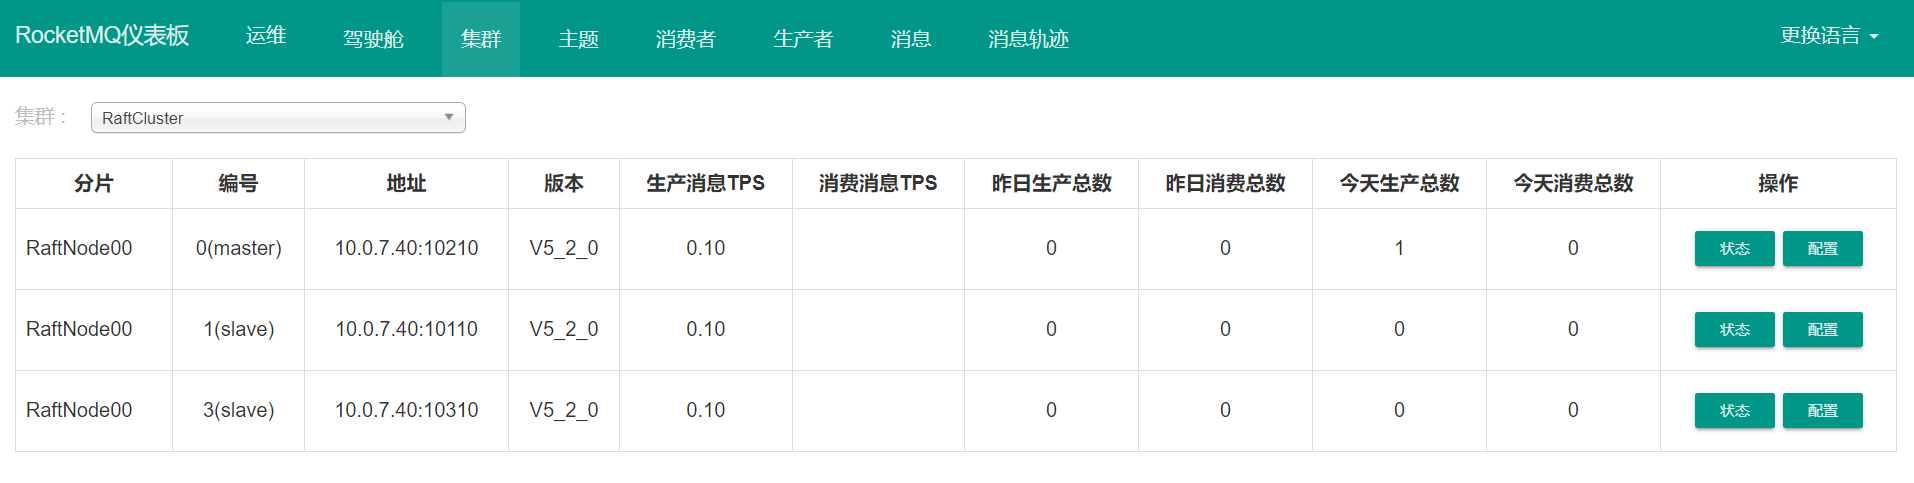 RocketMQ仪表板 运维 驾驶舱 集群 主题 消费者 生产者 消息 消息轨迹 更换语言
集群 : RaftCluster
分片 编号 地址 版本 生产消息TPS 消费消息TPS 昨日生产总数 昨日消费总数 今天生产总数 今天消费总数 操作
RaftNode00 0(master) 10.0.7.40:10210 V5_2_0 0.10 0 0 1 0 状态 配置
RaftNode00 1(slave) 10.0.7.40:10110 V5_2_0 0.10 0 0 0 0 状态 配置
RaftNode00 3(slave) 10.0.7.40:10310 V5_2_0 0.10 0 0 0 0 状态 配置